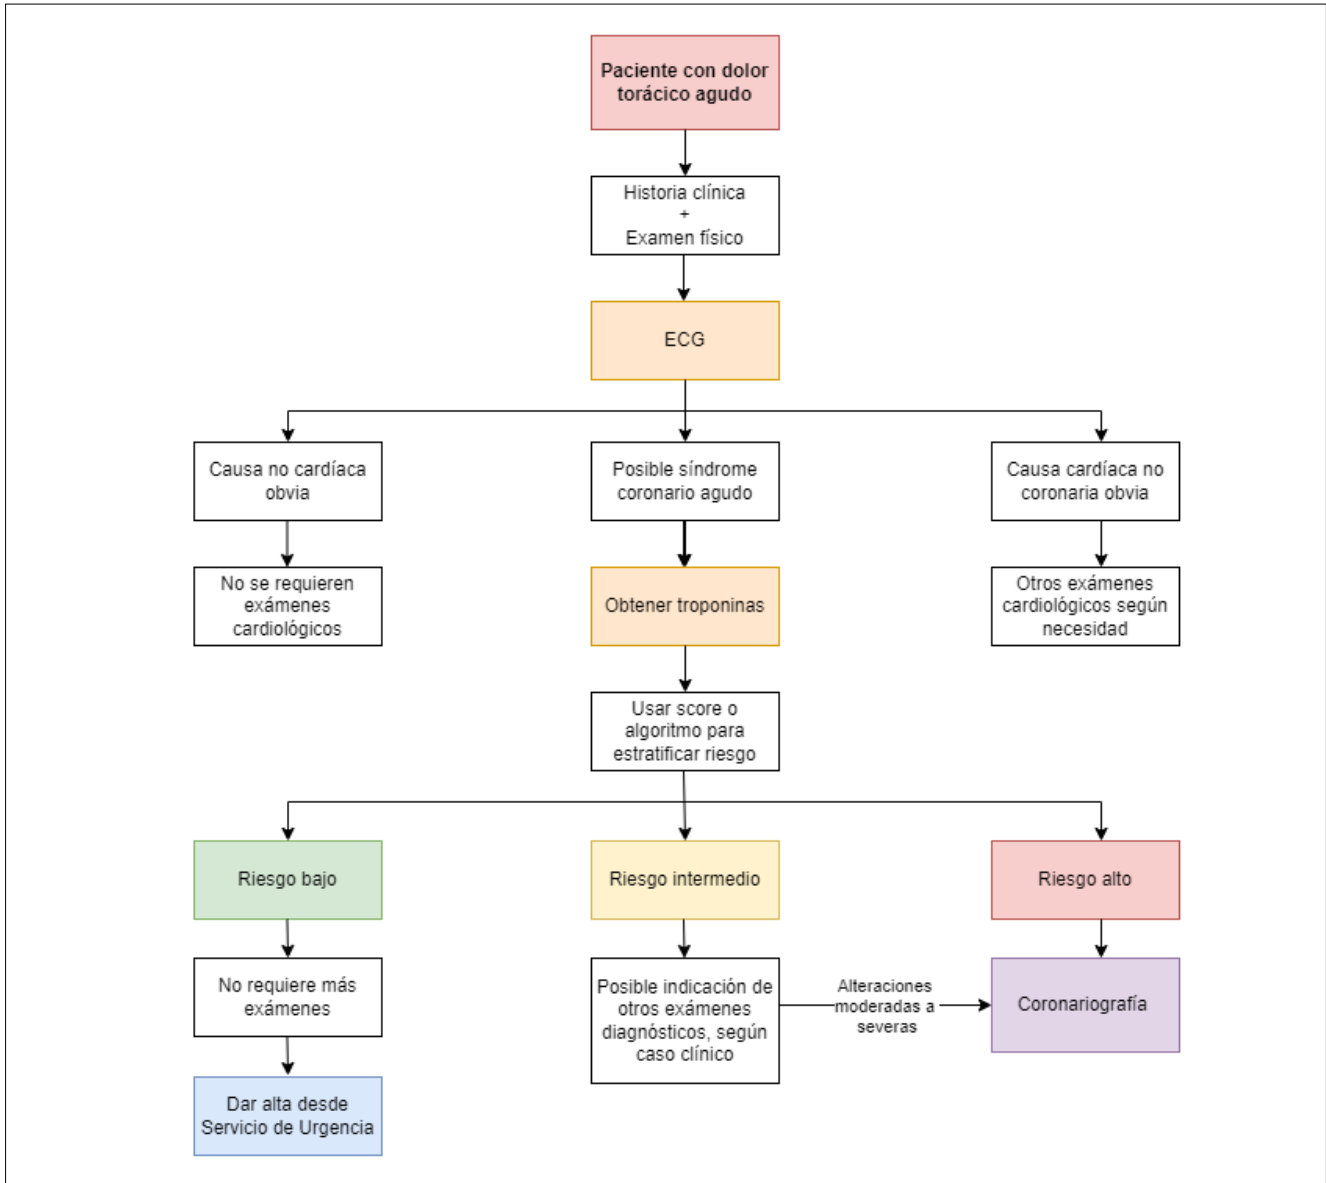 Paciente con dolor
torácico agudo
Historia clínica
+
Examen físico
ECG
Causa no cardíaca
obvia
Posible síndrome
coronario agudo
Causa cardíaca no
coronaria obvia
No se requieren
exámenes
cardiológicos
Obtener troponinas
Otros exámenes
cardiológicos según
necesidad
Usar score o
algoritmo para
estratificar riesgo
Riesgo bajo
Riesgo intermedio
Riesgo alto
No requiere más
exámenes
Posible indicación de
otros exámenes
diagnósticos, según
caso clínico
Alteraciones
moderadas a
severas
Coronariografía
Dar alta desde
Servicio de Urgencia